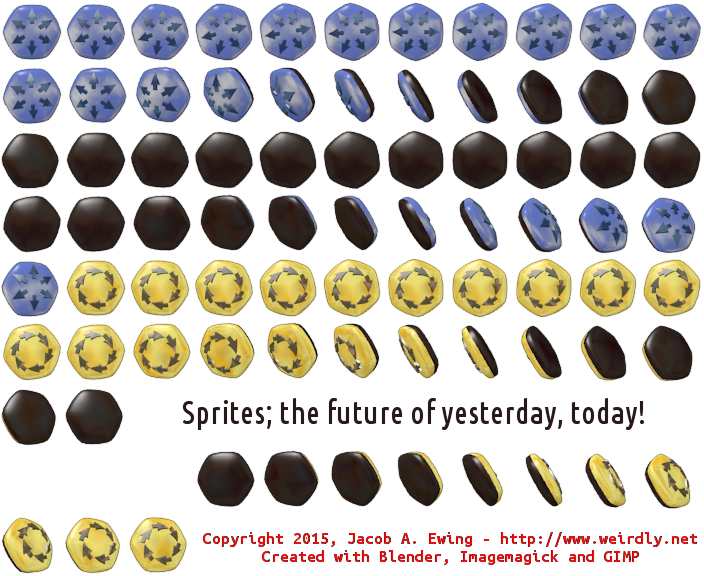 Sprites; the future of yesterday, today!
Copyright 2015, Jacob A. Ewing - http://www.weirdly.net
Created with Blender, Imagemagick and GIMP